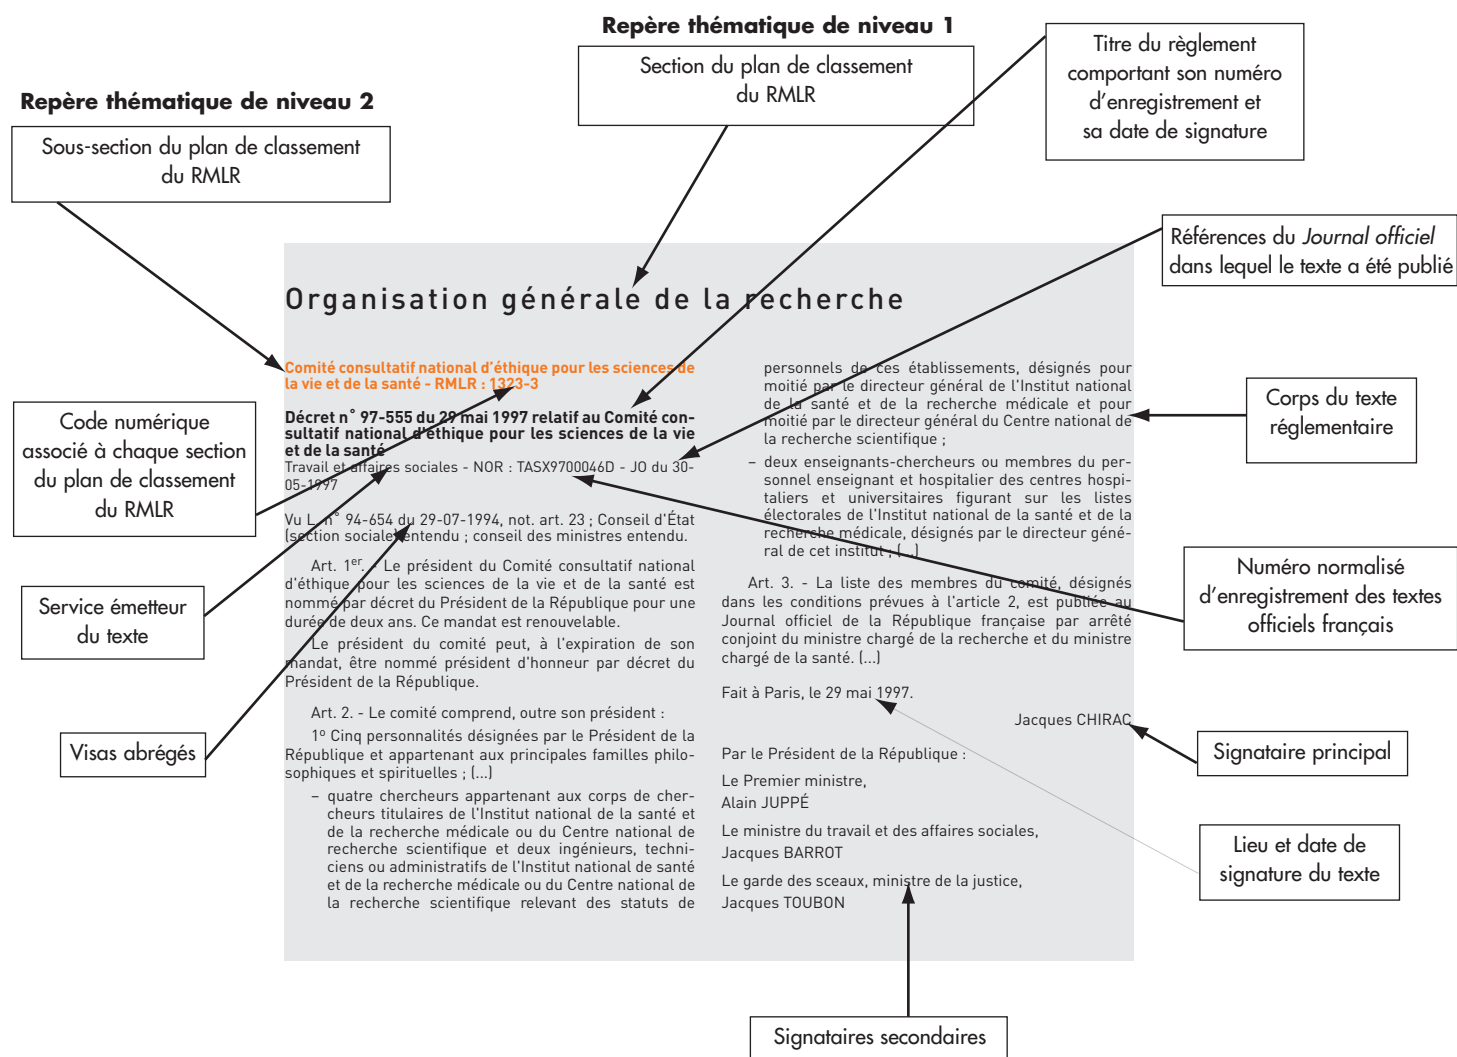 Repère thématique de niveau 1
Section du plan de classement
du RMLR
Titre du règlement
comportant son numéro
d'enregistrement et
sa date de signature
Repère thématique de niveau 2
Sous-section du plan de classement
du RMLR
Références du Journal officiel
dans lequel le texte a été publié
Organisation générale de la recherche
Comité consultatif national d'éthique pour les sciences de
la vie et de la santé - RMLR : 1323-3
Décret n° 97-555 du 29 mai 1997 relatif au Comité con-
sultatif national d'éthique pour les sciences de la vie
et de la santé
Travail et affaires sociales - NOR : TASX9700046D - JO du 30-
05-1997
Vu L. n° 94-654 du 29-07-1994, not. art. 23 ; Conseil d'État
(section sociale) entendu ; conseil des ministres entendu.
Art. 1er. - Le président du Comité consultatif national
d'éthique pour les sciences de la vie et de la santé est
nommé par décret du Président de la République pour une
durée de deux ans. Ce mandat est renouvelable.
Le président du comité peut, à l'expiration de son
mandat, être nommé président d'honneur par décret du
Président de la République.
Art. 2. - Le comité comprend, outre son président :
1º Cinq personnalités désignées par le Président de la
République et appartenant aux principales familles philo-
sophiques et spirituelles ; (...)
– quatre chercheurs appartenant aux corps de cher-
cheurs titulaires de l'Institut national de la santé et
de la recherche médicale ou du Centre national de
recherche scientifique et deux ingénieurs, techni-
ciens ou administratifs de l'Institut national de santé
et de la recherche médicale ou du Centre national de
la recherche scientifique relevant des statuts de
personnels de ces établissements, désignés pour
moitié par le directeur général de l'Institut national
de la santé et de la recherche médicale et pour
moitié par le directeur général du Centre national de
la recherche scientifique ;
– deux enseignants-chercheurs ou membres du per-
sonnel enseignant et hospitalier des centres hospi-
taliers et universitaires figurant sur les listes
électorales de l'Institut national de la santé et de la
recherche médicale, désignés par le directeur géné-
ral de cet institut ; (...)
Art. 3. - La liste des membres du comité, désignés
dans les conditions prévues à l'article 2, est publiée au
Journal officiel de la République française par arrêté
conjoint du ministre chargé de la recherche et du ministre
chargé de la santé. (...)
Fait à Paris, le 29 mai 1997.
Jacques CHIRAC
Par le Président de la République :
Le Premier ministre,
Alain JUPPÉ
Le ministre du travail et des affaires sociales,
Jacques BARROT
Le garde des sceaux, ministre de la justice,
Jacques TOUBON
Code numérique
associé à chaque section
du plan de classement
du RMLR
Service émetteur
du texte
Visas abrégés
Corps du texte
réglementaire
Numéro normalisé
d'enregistrement des textes
officiels français
Signataire principal
Lieu et date de
signature du texte
Signataires secondaires